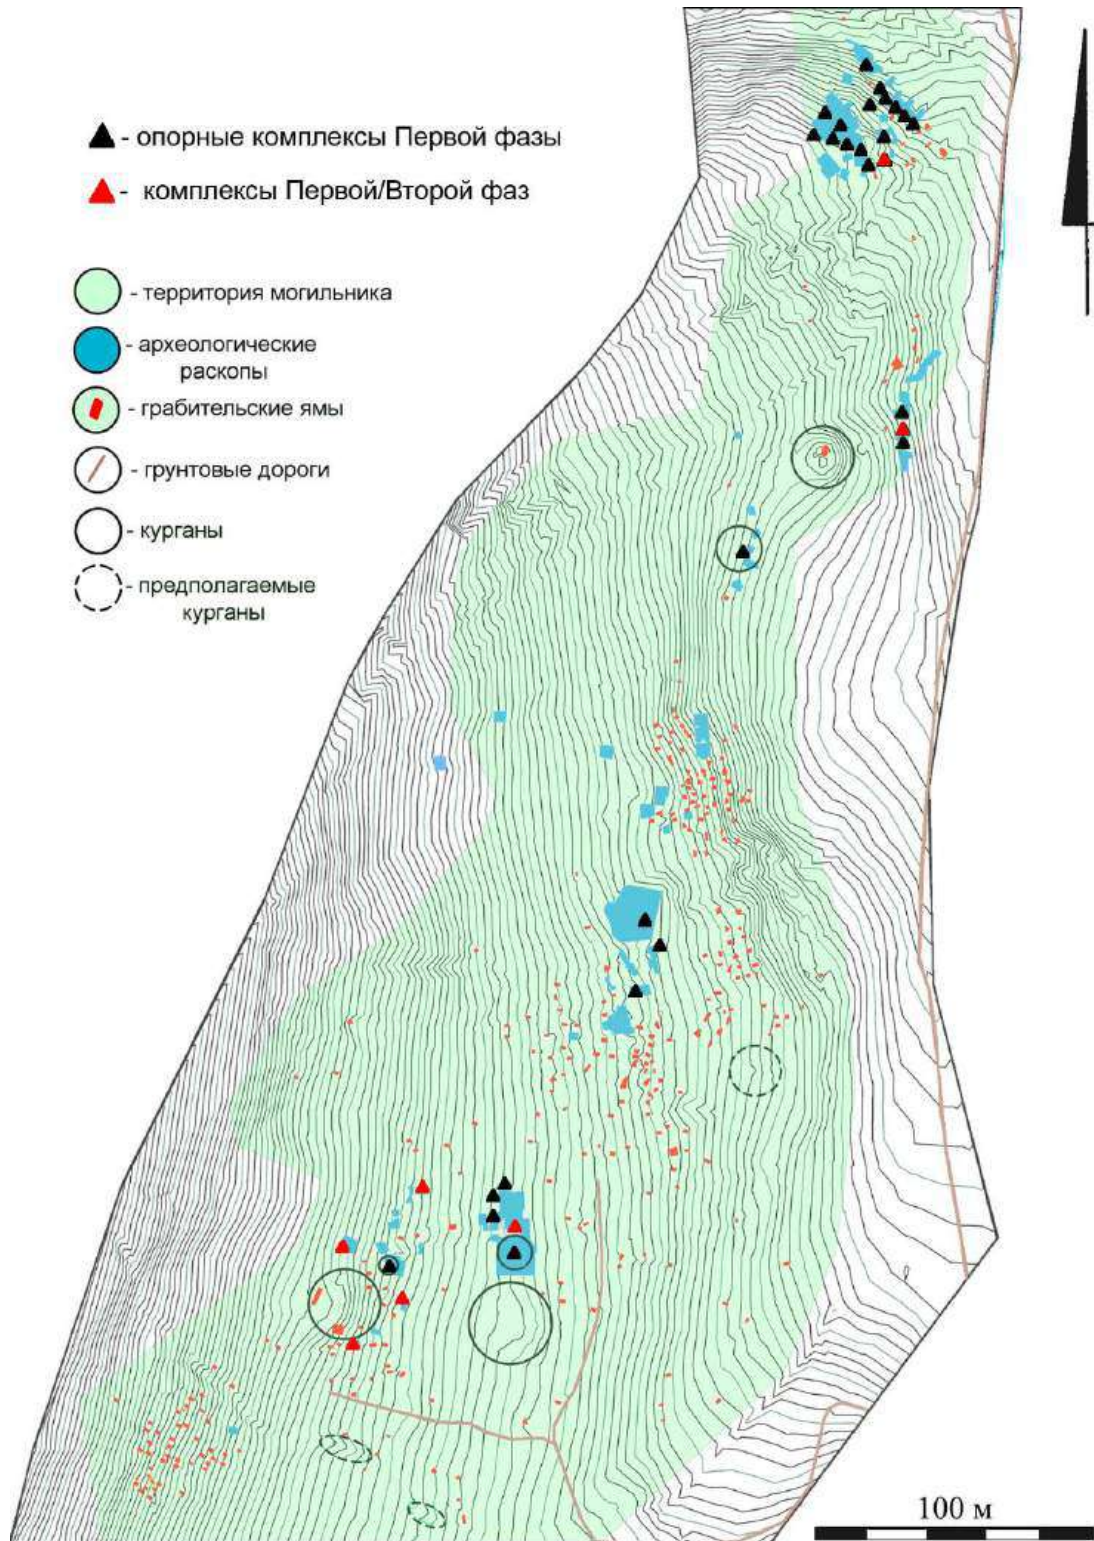 - опорные комплексы Первой фазы
- комплексы Первой/Второй фаз
- территория могильника
- археологические
раскопы
- грабительские ямы
- грунтовые дороги
- курганы
- предполагаемые
курганы
100 м